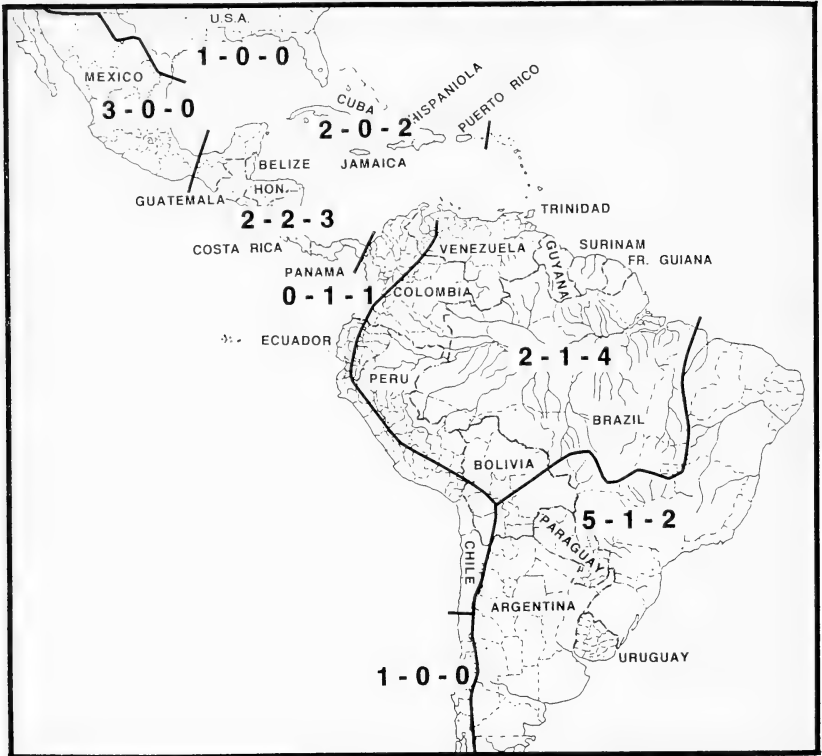 U.S.A.
1 - 0 - 0
MEXICO
3 - 0 - 0
CUBA
HISPANIOLA
PUERTO RICO
2 - 0 - 2
BELIZE
JAMAICA
HON.
GUATEMALA
2 - 2 - 3
TRINIDAD
COSTA RICA
VENEZUELA
GUYANA
SURINAM
FR. GUIANA
PANAMA
0 - 1 - 1
COLOMBIA
ECUADOR
2 - 1 - 4
PERU
BRAZIL
BOLIVIA
5 - 1 - 2
PARAGUAY
CHILE
ARGENTINA
URUGUAY
1 - 0 - 0